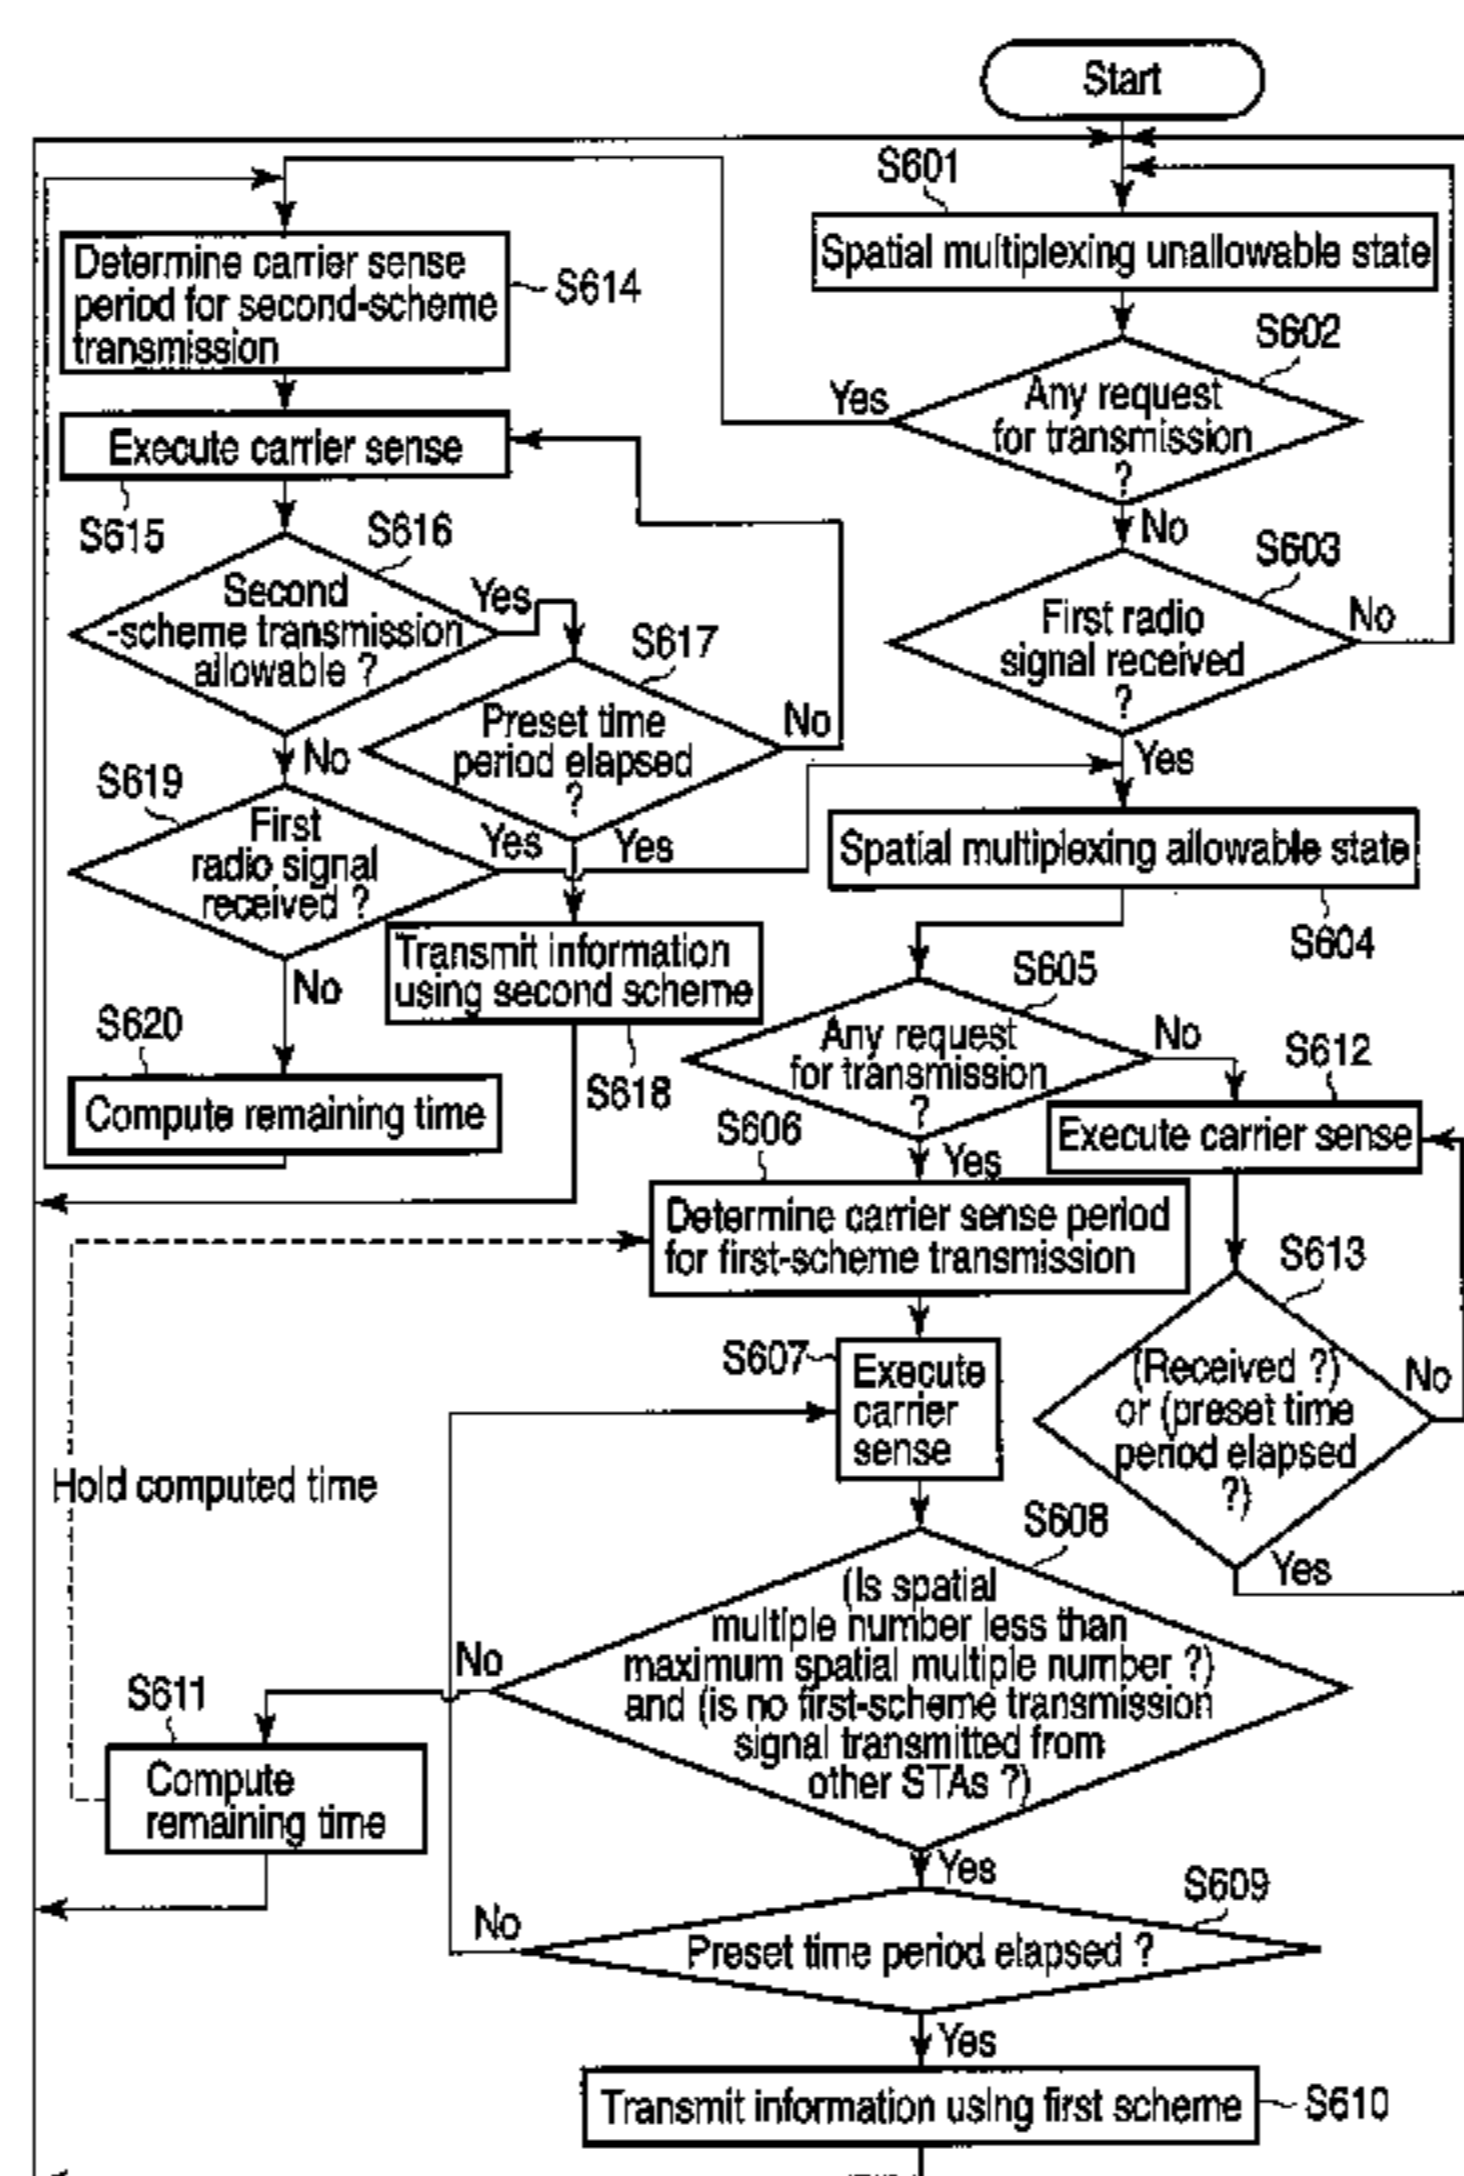 Start
S601
Spatial multiplexing unallowable state
S602
Any request
for transmission
?
Yes
No
S603
First radio
signal received
?
No
Yes
Spatial multiplexing allowable state
S604
Determine carrier sense
period for second-scheme
transmission
S614
Execute carrier sense
S615
S616
Second
-scheme transmission
allowable ?
Yes
No
S617
Preset time
period elapsed
?
No
Yes
S619
First
radio signal
received ?
Yes
No
Transmit information
using second scheme
S618
S620
Compute remaining time
S605
Any request
for transmission
?
No
Yes
S612
Execute carrier sense
S606
Determine carrier sense period
for first-scheme transmission
S613
(Received ?)
or (preset time
period elapsed
?)
No
Yes
S607
Execute
carrier
sense
Hold computed time
S608
(Is spatial
multiple number less than
maximum spatial multiple number ?)
and (is no first-scheme transmission
signal transmitted from
other STAs ?)
No
Yes
S611
Compute
remaining time
S609
Preset time period elapsed ?
No
Yes
Transmit information using first scheme
S610